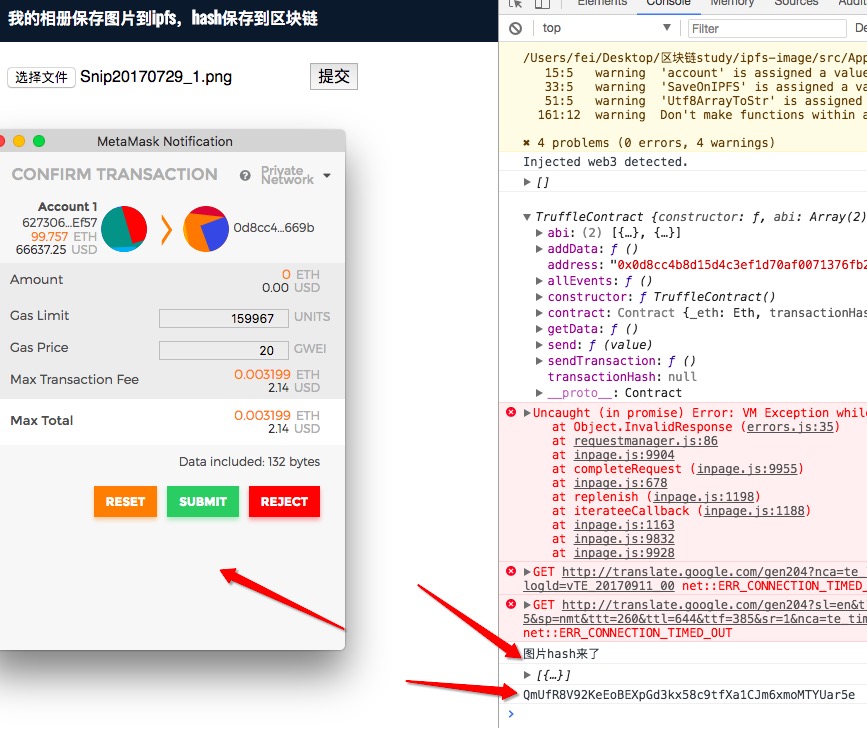 我的相册保存图片到ipfs，hash保存到区块链
选择文件 Snip20170729_1.png
提交
MetaMask Notification
CONFIRM TRANSACTION
Private
Network
Account 1
627306...Ef57
99.757 ETH
66637.25 USD
0d8cc4...669b
Amount
0 ETH
0.00 USD
Gas Limit
159967 UNITS
Gas Price
20 GWEI
Max Transaction Fee
0.003199 ETH
2.14 USD
Max Total
0.003199 ETH
2.14 USD
Data included: 132 bytes
RESET
SUBMIT
REJECT
Elements Console Memory Sources Audit
top
Filter
/Users/fei/Desktop/区块链study/ipfs-image/src/App
15:5 warning 'account' is assigned a value
33:5 warning 'SaveOnIPFS' is assigned a va
51:5 warning 'Utf8ArrayToStr' is assigned
161:12 warning Don't make functions within a
✖ 4 problems (0 errors, 4 warnings)
Injected web3 detected.
▶ []
▼ TruffleContract {constructor: ƒ, abi: Array(2)
▶ abi: (2) [{…}, {…}]
▶ addData: ƒ ()
address: "0x0d8cc4b8d15d4c3ef1d70af0071376fb2
▶ allEvents: ƒ ()
▶ constructor: ƒ TruffleContract()
▶ contract: Contract {_eth: Eth, transactionHas
▶ getData: ƒ ()
▶ send: ƒ (value)
▶ sendTransaction: ƒ ()
transactionHash: null
▶ __proto__: Contract
▶ Uncaught (in promise) Error: VM Exception while
at Object.InvalidResponse (errors.js:35)
at requestmanager.js:86
at inpage.js:9904
at completeRequest (inpage.js:9955)
at inpage.js:678
at replenish (inpage.js:1198)
at iterateeCallback (inpage.js:1188)
at inpage.js:1163
at inpage.js:9832
at inpage.js:9928
▶ GET http://translate.google.com/gen204?nca=te_
logld=vTE_20170911_00 net::ERR_CONNECTION_TIMED_
▶ GET http://translate.google.com/gen204?sl=en&t
5&sp=nmt&ttt=260&ttl=644&ttf=385&sr=1&nca=te_tim
net::ERR_CONNECTION_TIMED_OUT
图片hash来了
▶ [{…}]
QmUfR8V92KeEoBEXpGd3kx58c9tfXa1CJm6xmoMTYUar5e